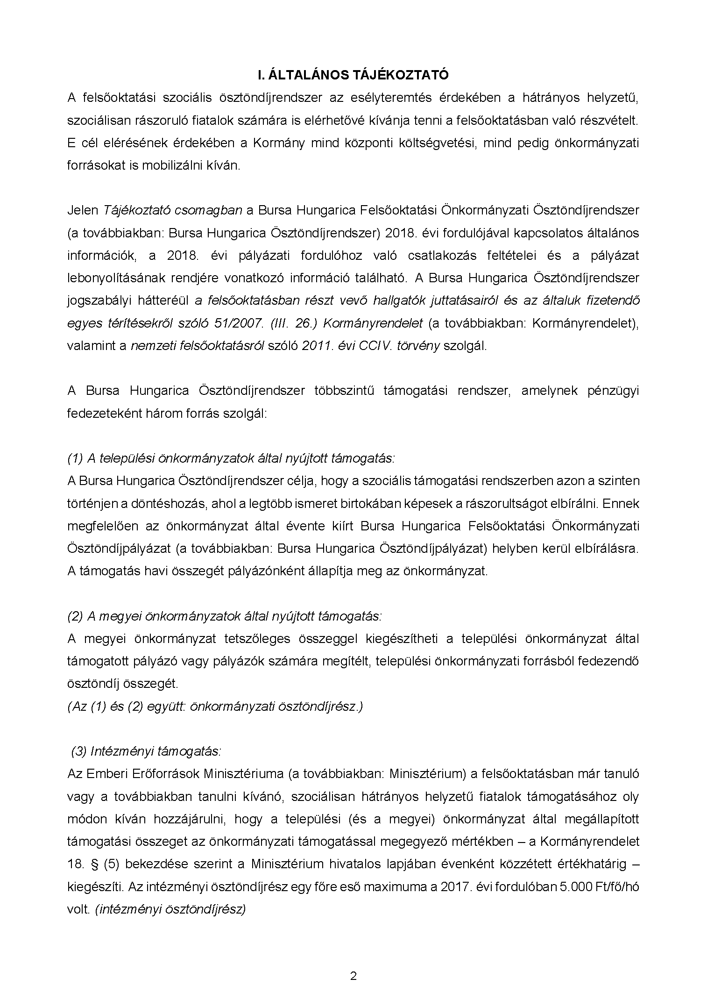 I. ÁLTALÁNOS TÁJÉKOZTATÓ
A felsőoktatási szociális ösztöndíjrendszer az esélyteremtés érdekében a hátrányos helyzetű,
szociálisan rászoruló fiatalok számára is elérhetővé kívánja tenni a felsőoktatásban való részvételt.
E cél elérésének érdekében a Kormány mind központi költségvetési, mind pedig önkormányzati
forrásokat is mobilizálni kíván.
Jelen Tájékoztató csomagban a Bursa Hungarica Felsőoktatási Önkormányzati Ösztöndíjrendszer
(a továbbiakban: Bursa Hungarica Ösztöndíjrendszer) 2018. évi fordulójával kapcsolatos általános
információk, a 2018. évi pályázati fordulóhoz való csatlakozás feltételei és a pályázat
lebonyolításának rendjére vonatkozó információ található. A Bursa Hungarica Ösztöndíjrendszer
jogszabályi hátteréül a felsőoktatásban részt vevő hallgatók juttatásairól és az általuk fizetendő
egyes térítésekről szóló 51/2007. (III. 26.) Kormányrendelet (a továbbiakban: Kormányrendelet),
valamint a nemzeti felsőoktatásról szóló 2011. évi CCIV. törvény szolgál.
A Bursa Hungarica Ösztöndíjrendszer többszintű támogatási rendszer, amelynek pénzügyi
fedezeteként három forrás szolgál:
(1) A települési önkormányzatok által nyújtott támogatás:
A Bursa Hungarica Ösztöndíjrendszer célja, hogy a szociális támogatási rendszerben azon a szinten
történjen a döntéshozás, ahol a legtöbb ismeret birtokában képesek a rászorultságot elbírálni. Ennek
megfelelően az önkormányzat által évente kiírt Bursa Hungarica Felsőoktatási Önkormányzati
Ösztöndíjpályázat (a továbbiakban: Bursa Hungarica Ösztöndíjpályázat) helyben kerül elbírálásra.
A támogatás havi összegét pályázónként állapítja meg az önkormányzat.
(2) A megyei önkormányzatok által nyújtott támogatás:
A megyei önkormányzat tetszőleges összeggel kiegészítheti a települési önkormányzat által
támogatott pályázó vagy pályázók számára megítélt, települési önkormányzati forrásból fedezendő
ösztöndíj összegét.
(Az (1) és (2) együtt: önkormányzati ösztöndíjrész.)
(3) Intézményi támogatás:
Az Emberi Erőforrások Minisztériuma (a továbbiakban: Minisztérium) a felsőoktatásban már tanuló
vagy a továbbiakban tanulni kívánó, szociálisan hátrányos helyzetű fiatalok támogatásához oly
módon kíván hozzájárulni, hogy a települési (és a megyei) önkormányzat által megállapított
támogatási összeget az önkormányzati támogatással megegyező mértékben – a Kormányrendelet
18. § (5) bekezdése szerint a Minisztérium hivatalos lapjában évenként közzétett értékhatárig –
kiegészíti. Az intézményi ösztöndíjrész egy főre eső maximuma a 2017. évi fordulóban 5.000 Ft/fő/hó
volt. (intézményi ösztöndíjrész)
2